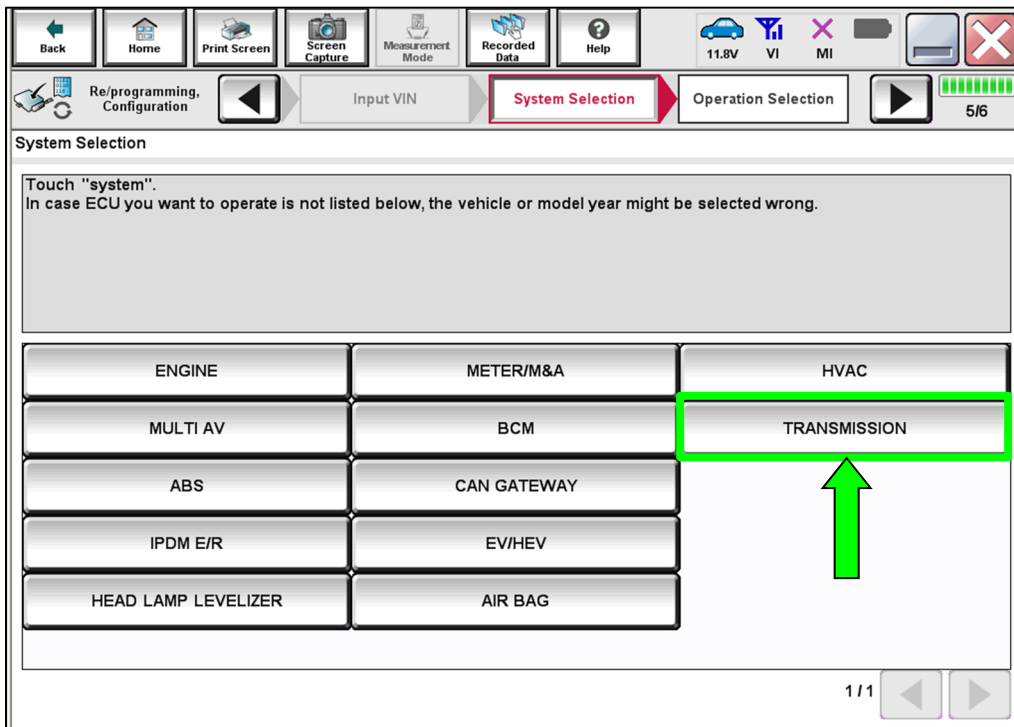 Back
Home
Print Screen
Screen
Capture
Measurement
Mode
Recorded
Data
Help
11.8V
VI
MI
Re/programming,
Configuration
Input VIN
System Selection
Operation Selection
5/6
System Selection
Touch "system".
In case ECU you want to operate is not listed below, the vehicle or model year might be selected wrong.
ENGINE
METER/M&A
HVAC
MULTI AV
BCM
TRANSMISSION
ABS
CAN GATEWAY
IPDM E/R
EV/HEV
HEAD LAMP LEVELIZER
AIR BAG
1/1